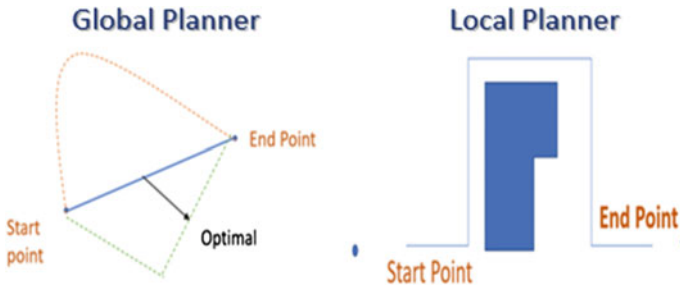 Global Planner
Local Planner
End Point
Start
point
Optimal
End Point
Start Point